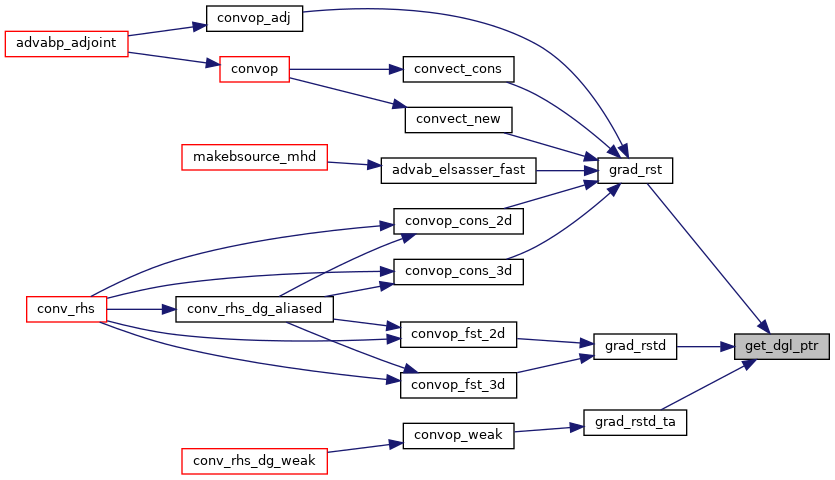 convop_adj
advabp_adjoint
convop
convect_cons
convect_new
makebsource_mhd
advab_elsasser_fast
grad_rst
convop_cons_2d
convop_cons_3d
conv_rhs
conv_rhs_dg_aliased
convop_fst_2d
grad_rstd
get_dgl_ptr
convop_fst_3d
grad_rstd_ta
convop_weak
conv_rhs_dg_weak